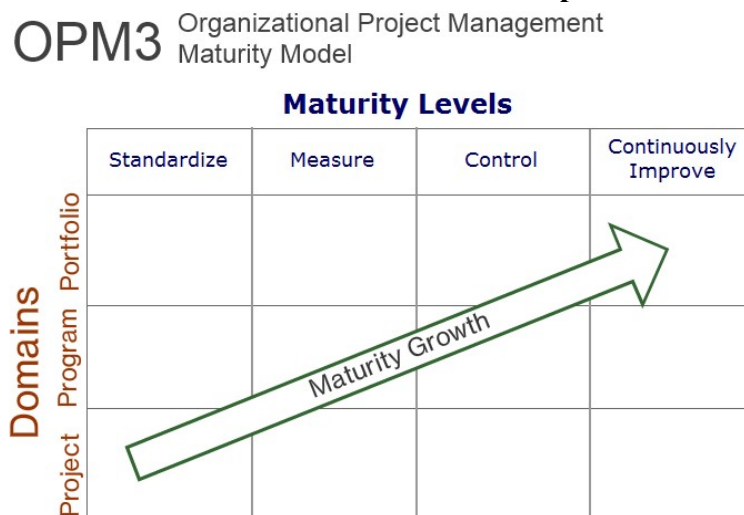 OPM3
Organizational Project Management
Maturity Model
Maturity Levels
Standardize
Measure
Control
Continuously
Improve
Domains
Portfolio
Program
Project
Maturity Growth